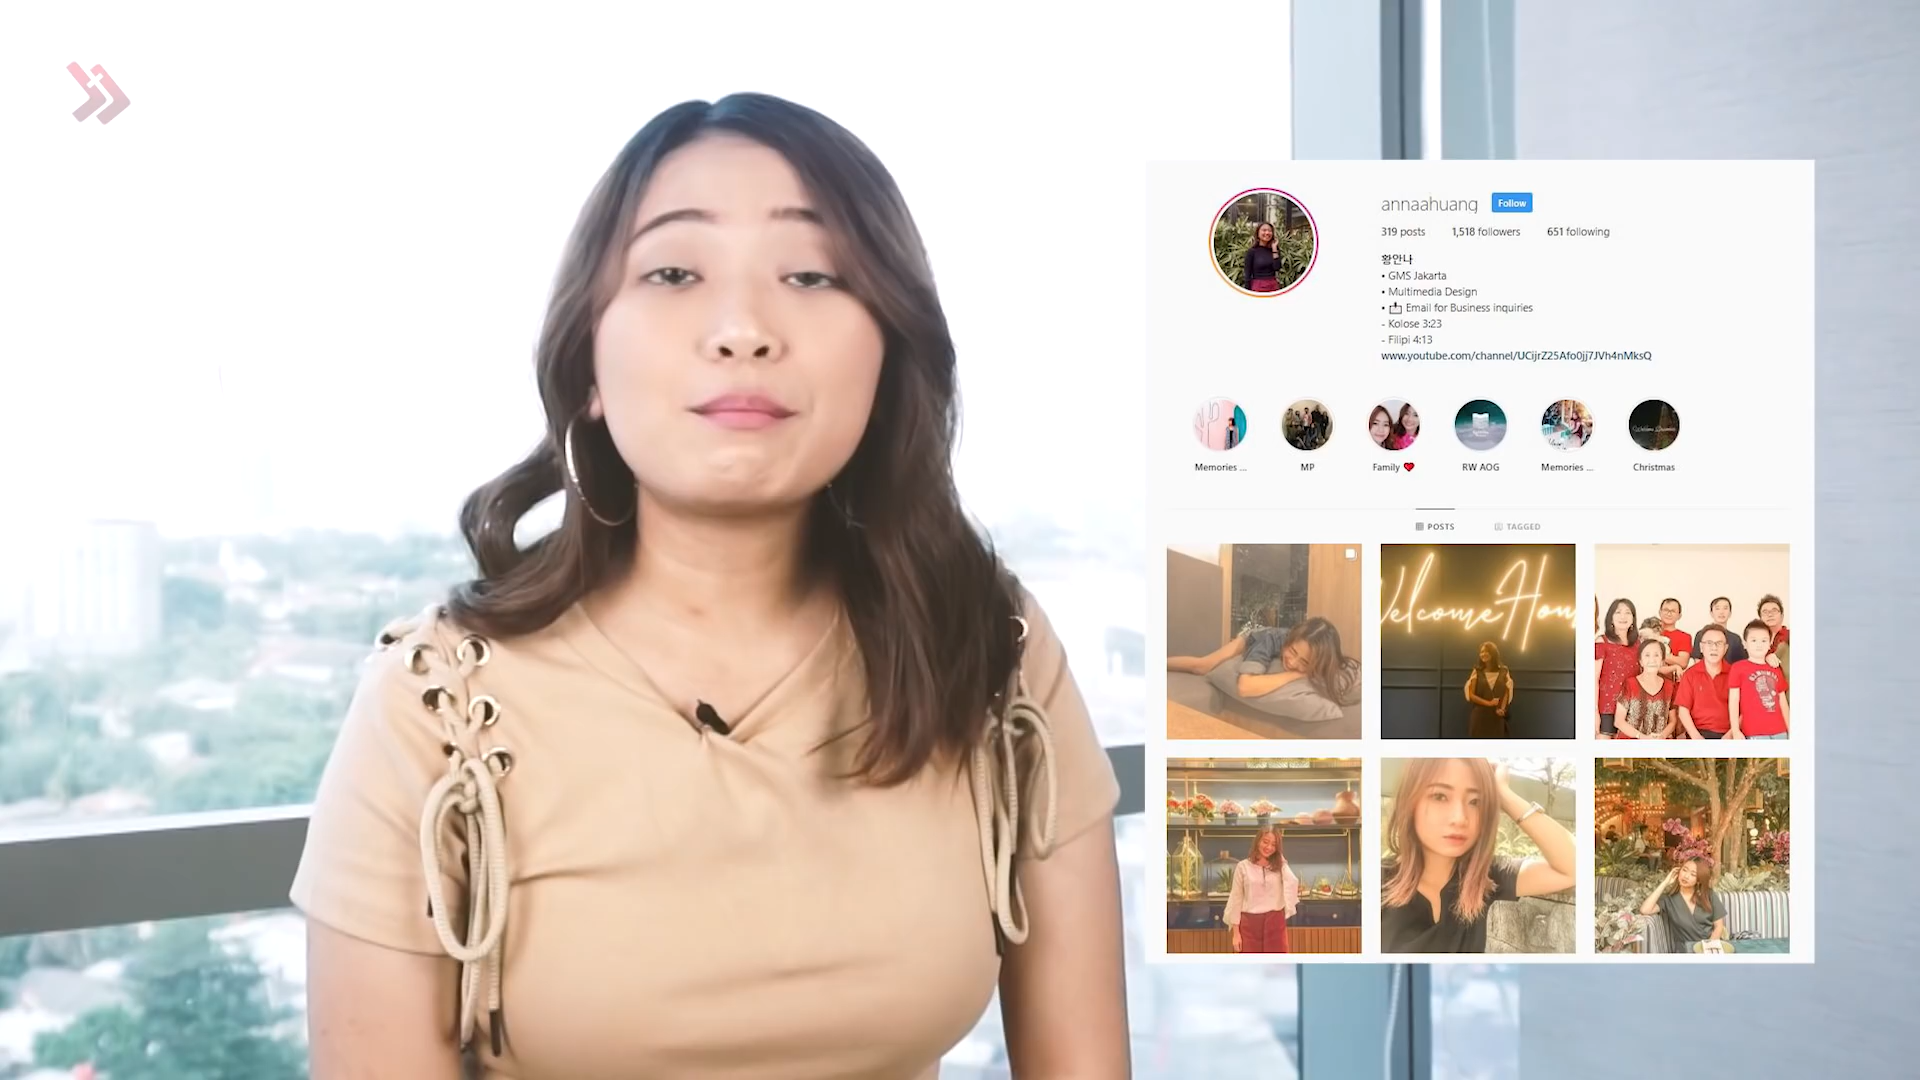 annaahuang Follow
319 posts 1,518 followers 651 following
황안나
• GMS Jakarta
• Multimedia Design
• 📩 Email for Business inquiries
- Kolose 3:23
- Filipi 4:13
www.youtube.com/channel/UCijrZ25Afo0jj7JVh4nMksQ
Memories ... MP Family ❤ RW AOG Memories ... Christmas
POSTS TAGGED